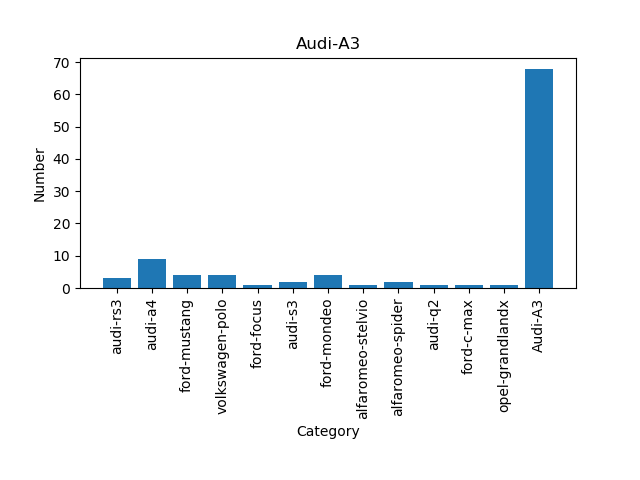 Audi-A3
Number
70
60
50
40
30
20
10
0
audi-rs3
audi-a4
ford-mustang
volkswagen-polo
ford-focus
audi-s3
ford-mondeo
alfaromeo-stelvio
alfaromeo-spider
audi-q2
ford-c-max
opel-grandlandx
Audi-A3
Category